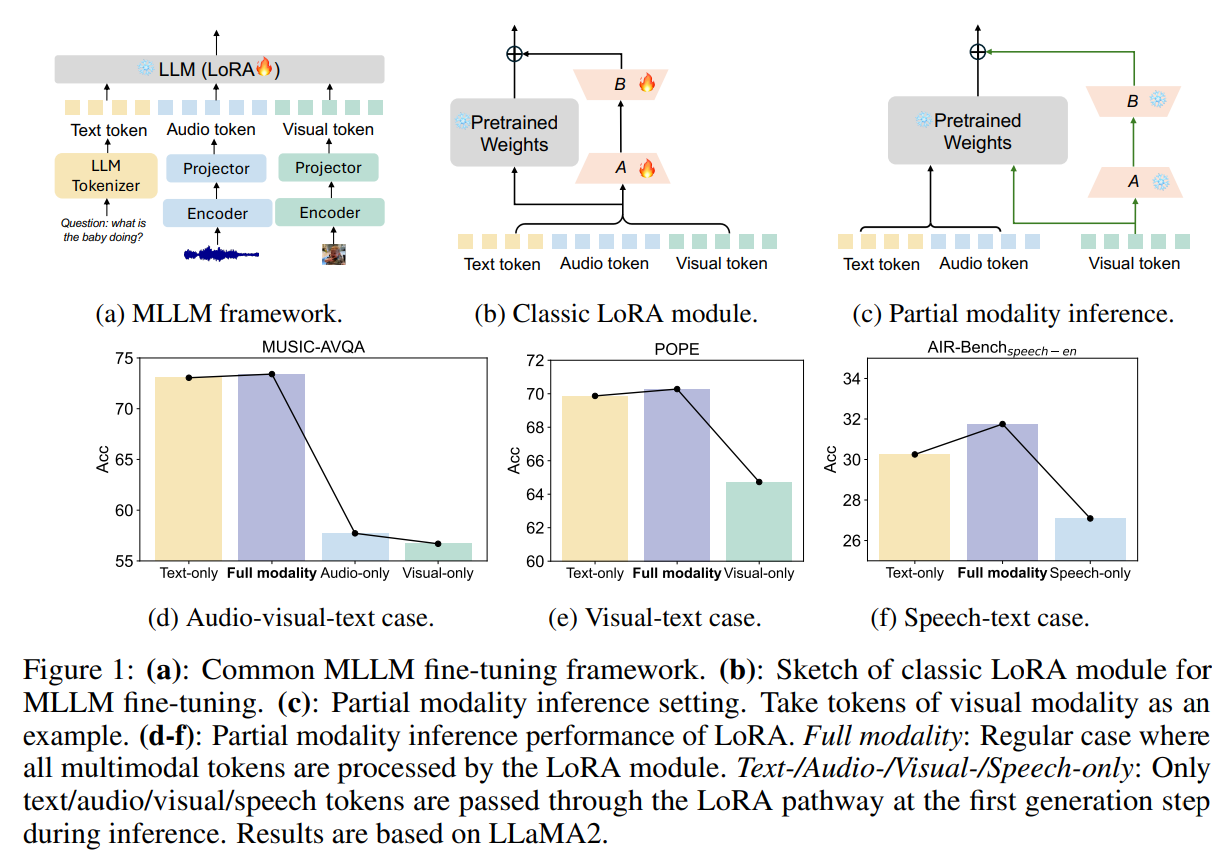 LLM (LoRA🔥)
Text token Audio token Visual token
LLM Tokenizer
Projector
Projector
Encoder
Encoder
Question: what is
the baby doing?
(a) MLLM framework.
B
Pretrained
Weights
A
Text token Audio token Visual token
(b) Classic LoRA module.
B
Pretrained
Weights
A
Text token Audio token Visual token
(c) Partial modality inference.
MUSIC-AVQA
75
70
65
60
55
Acc
Text-only Full modality Audio-only Visual-only
(d) Audio-visual-text case.
POPE
72
70
68
66
64
62
60
Acc
Text-only Full modality Visual-only
(e) Visual-text case.
AIR-Bench speech−en
34
32
30
28
26
Acc
Text-only Full modality Speech-only
(f) Speech-text case.
Figure 1: (a): Common MLLM fine-tuning framework. (b): Sketch of classic LoRA module for
MLLM fine-tuning. (c): Partial modality inference setting. Take tokens of visual modality as an
example. (d-f): Partial modality inference performance of LoRA. Full modality: Regular case where
all multimodal tokens are processed by the LoRA module. Text-/Audio-/Visual-/Speech-only: Only
text/audio/visual/speech tokens are passed through the LoRA pathway at the first generation step
during inference. Results are based on LLaMA2.